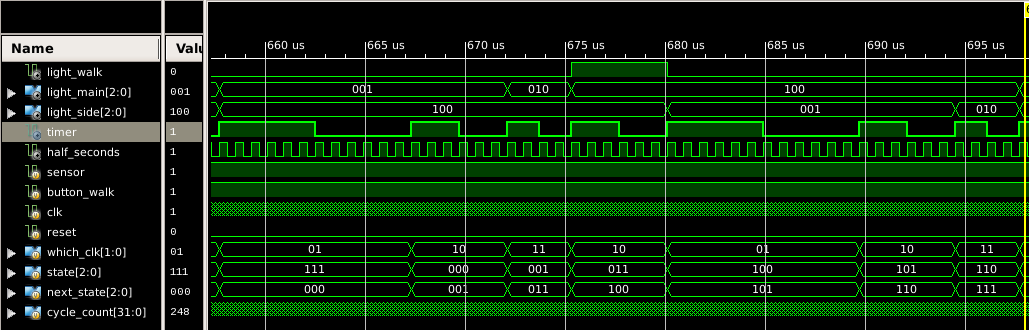 6
Name Valu 660 us 665 us 670 us 675 us 680 us 685 us 690 us 695 us
light_walk 0
light_main[2:0] 001 001 010 100
light_side[2:0] 100 100 001 010
timer 1
half_seconds 1
sensor 1
button_walk 1
clk 1
reset 0
which_clk[1:0] 01 01 10 11 10 01 10 11
state[2:0] 111 111 000 001 011 100 101 110
next_state[2:0] 000 000 001 011 100 101 110 111
cycle_count[31:0] 248